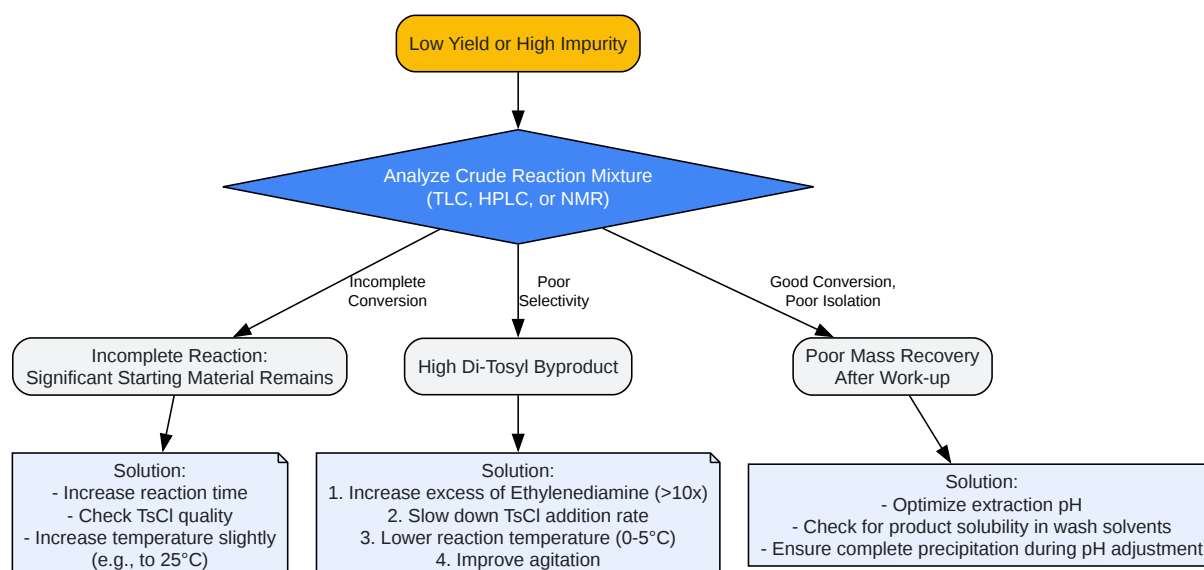 Low Yield or High Impurity
Analyze Crude Reaction Mixture
(TLC, HPLC, or NMR)
Incomplete
Conversion
Poor
Selectivity
Good Conversion,
Poor Isolation
Incomplete Reaction:
Significant Starting Material Remains
High Di-Tosyl Byproduct
Poor Mass Recovery
After Work-up
Solution:
- Increase reaction time
- Check TsCl quality
- Increase temperature slightly
(e.g., to 25°C)
Solution:
1. Increase excess of Ethylenediamine (>10x)
2. Slow down TsCl addition rate
3. Lower reaction temperature (0-5°C)
4. Improve agitation
Solution:
- Optimize extraction pH
- Check for product solubility in wash solvents
- Ensure complete precipitation during pH adjustment